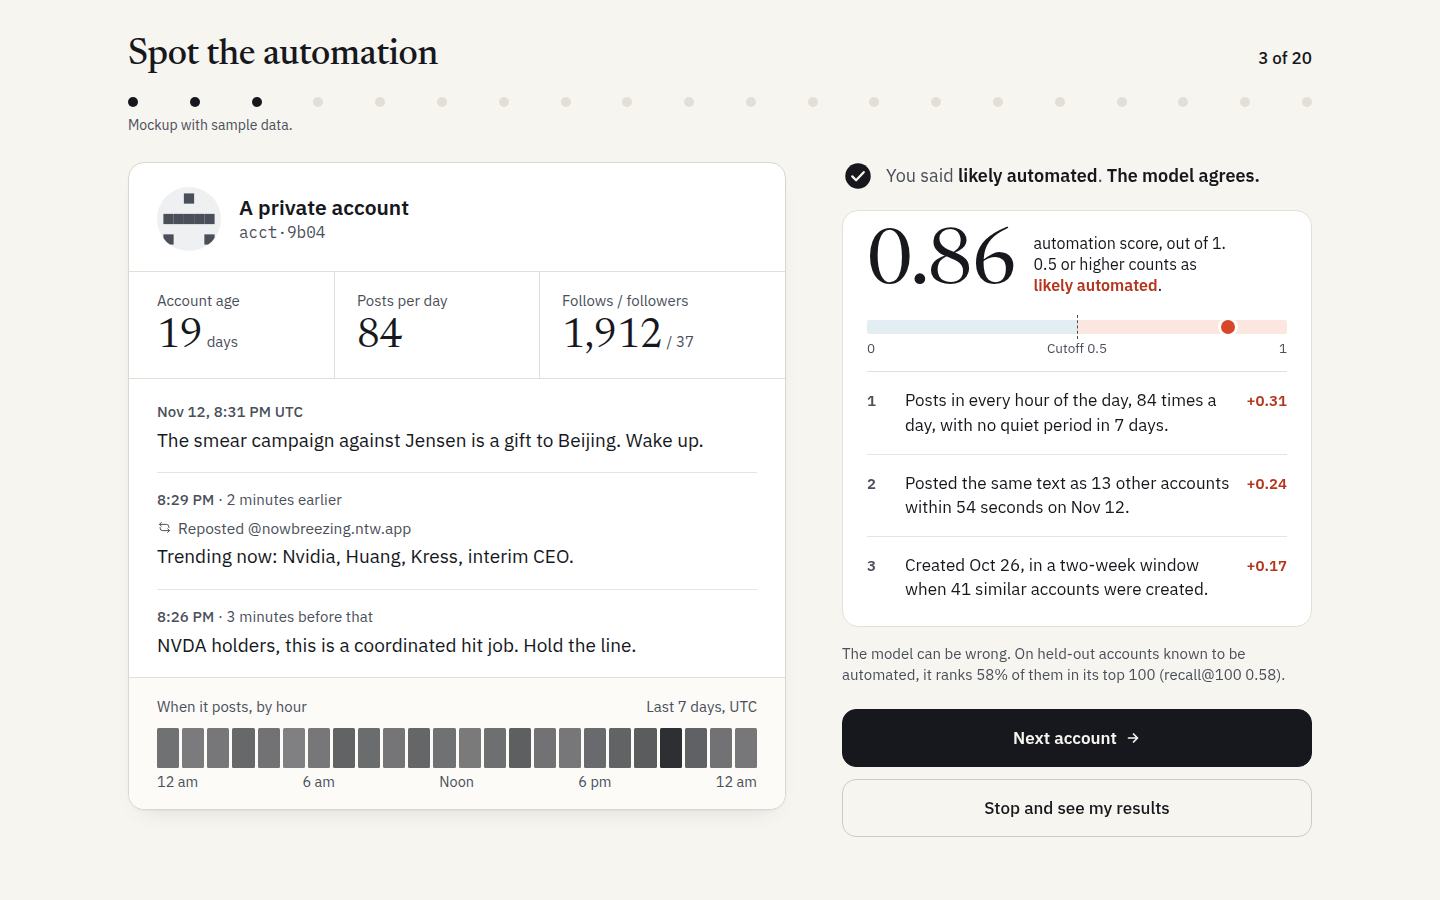 Spot the automation
3 of 20
Mockup with sample data.
A private account
acct·9b04
Account age
19 days
Posts per day
84
Follows / followers
1,912 / 37
Nov 12, 8:31 PM UTC
The smear campaign against Jensen is a gift to Beijing. Wake up.
8:29 PM · 2 minutes earlier
Reposted @nowbreezing.ntw.app
Trending now: Nvidia, Huang, Kress, interim CEO.
8:26 PM · 3 minutes before that
NVDA holders, this is a coordinated hit job. Hold the line.
When it posts, by hour
Last 7 days, UTC
12 am
6 am
Noon
6 pm
12 am
You said likely automated. The model agrees.
0.86
automation score, out of 1.
0.5 or higher counts as
likely automated.
0
Cutoff 0.5
1
1
Posts in every hour of the day, 84 times a
day, with no quiet period in 7 days.
+0.31
2
Posted the same text as 13 other accounts
within 54 seconds on Nov 12.
+0.24
3
Created Oct 26, in a two-week window
when 41 similar accounts were created.
+0.17
The model can be wrong. On held-out accounts known to be
automated, it ranks 58% of them in its top 100 (recall@100 0.58).
Next account →
Stop and see my results